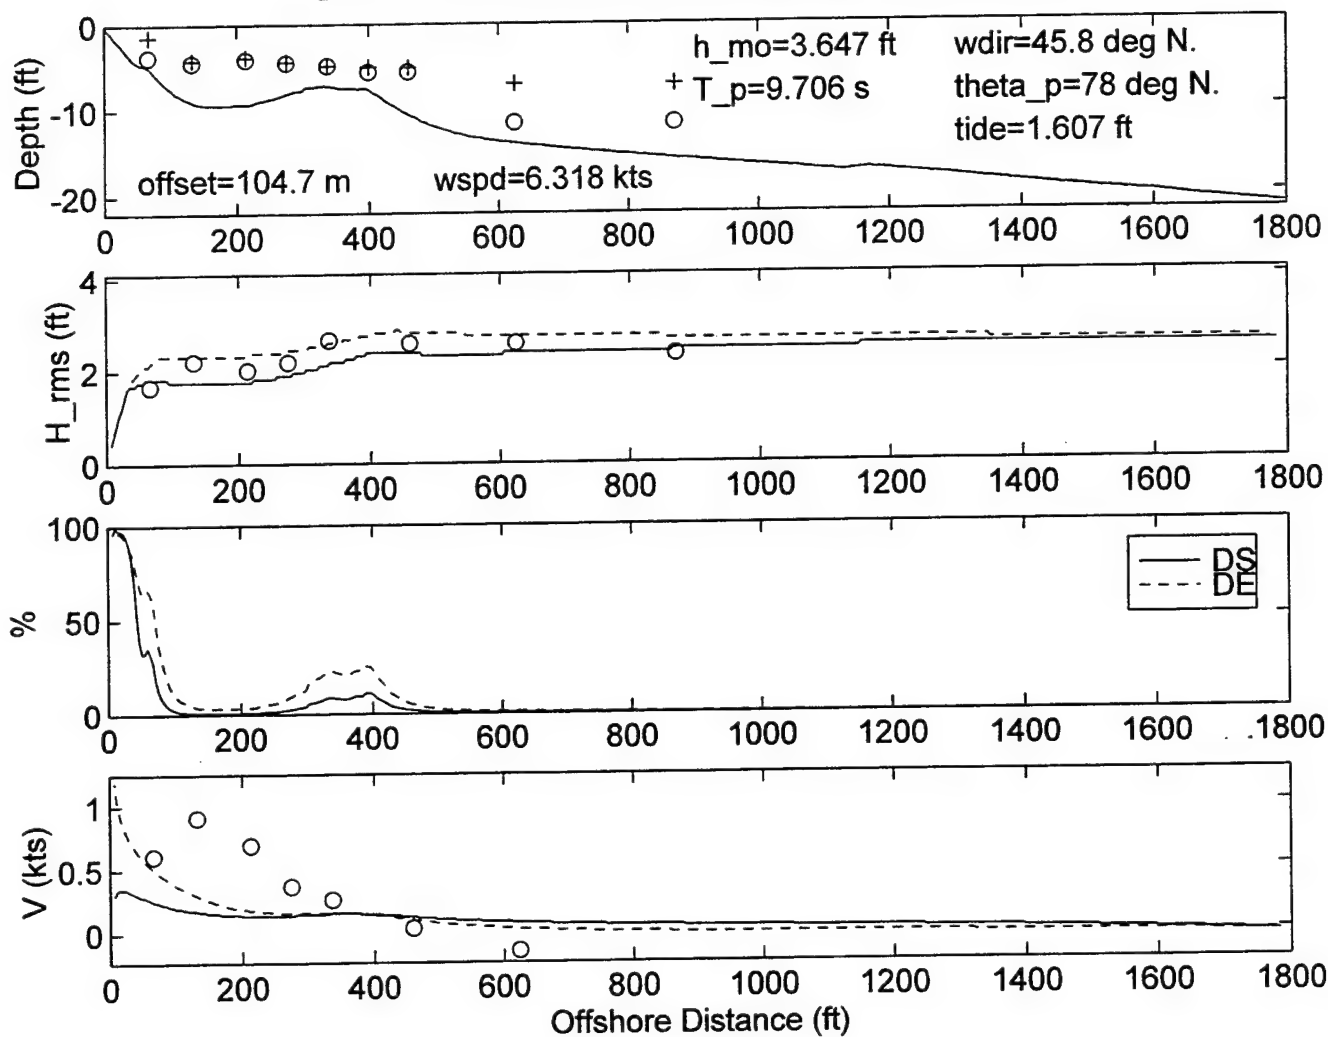 h_mo=3.647 ft
wdir=45.8 deg N.
T_p=9.706 s
theta_p=78 deg N.
tide=1.607 ft
offset=104.7 m
wspd=6.318 kts
Depth (ft)
0
-10
-20
0 200 400 600 800 1000 1200 1400 1600 1800
H_rms (ft)
4
2
0
0 200 400 600 800 1000 1200 1400 1600 1800
%
100
50
0
DS
DE
0 200 400 600 800 1000 1200 1400 1600 1800
V (kts)
1
0.5
0
0 200 400 600 800 1000 1200 1400 1600 1800
Offshore Distance (ft)